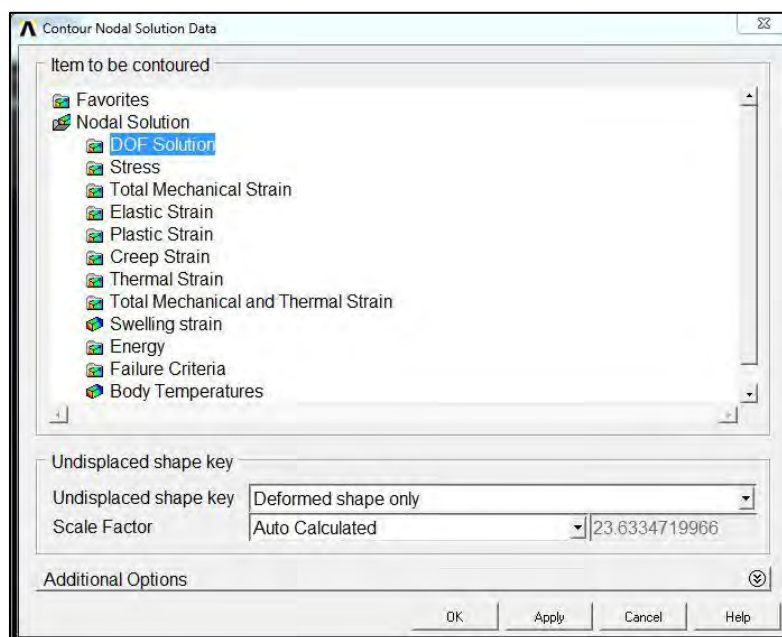 Contour Nodal Solution Data
Item to be contoured
Favorites
Nodal Solution
DOF Solution
Stress
Total Mechanical Strain
Elastic Strain
Plastic Strain
Creep Strain
Thermal Strain
Total Mechanical and Thermal Strain
Swelling strain
Energy
Failure Criteria
Body Temperatures
Undisplaced shape key
Undisplaced shape key Deformed shape only
Scale Factor Auto Calculated 23.6334719966
Additional Options
OK Apply Cancel Help